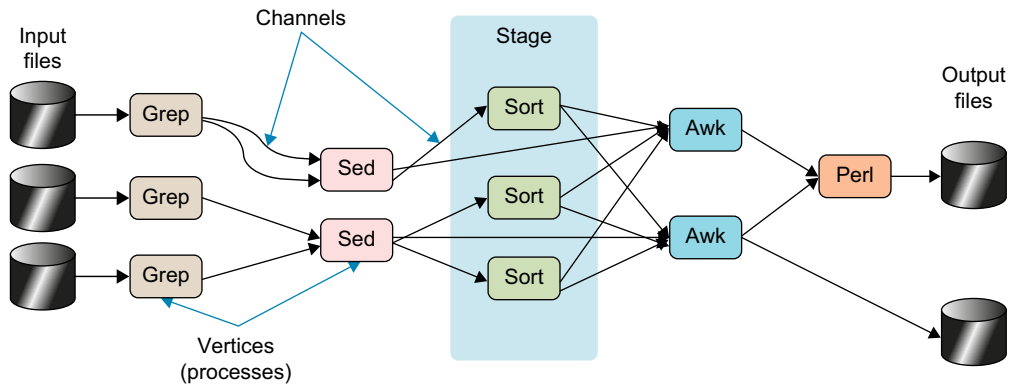 Channels
Input
files
Stage
Output
files
Grep
Sort
Awk
Sed
Perl
Grep
Sort
Sed
Awk
Grep
Sort
Vertices
(processes)